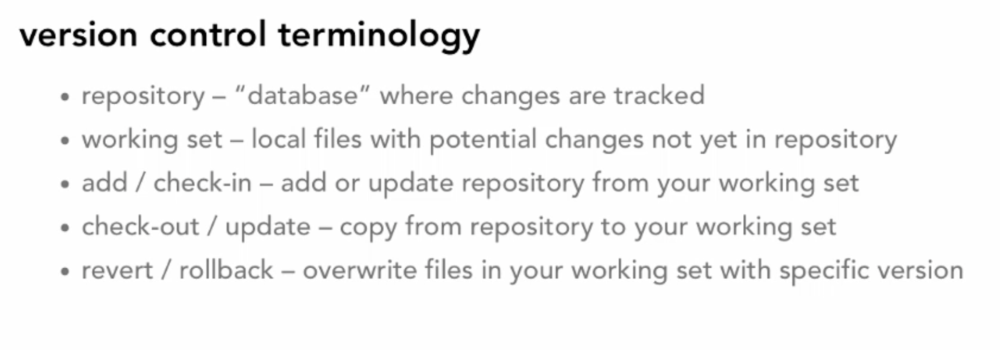 version control terminology
• repository – “database” where changes are tracked
• working set – local files with potential changes not yet in repository
• add / check-in – add or update repository from your working set
• check-out / update – copy from repository to your working set
• revert / rollback – overwrite files in your working set with specific version